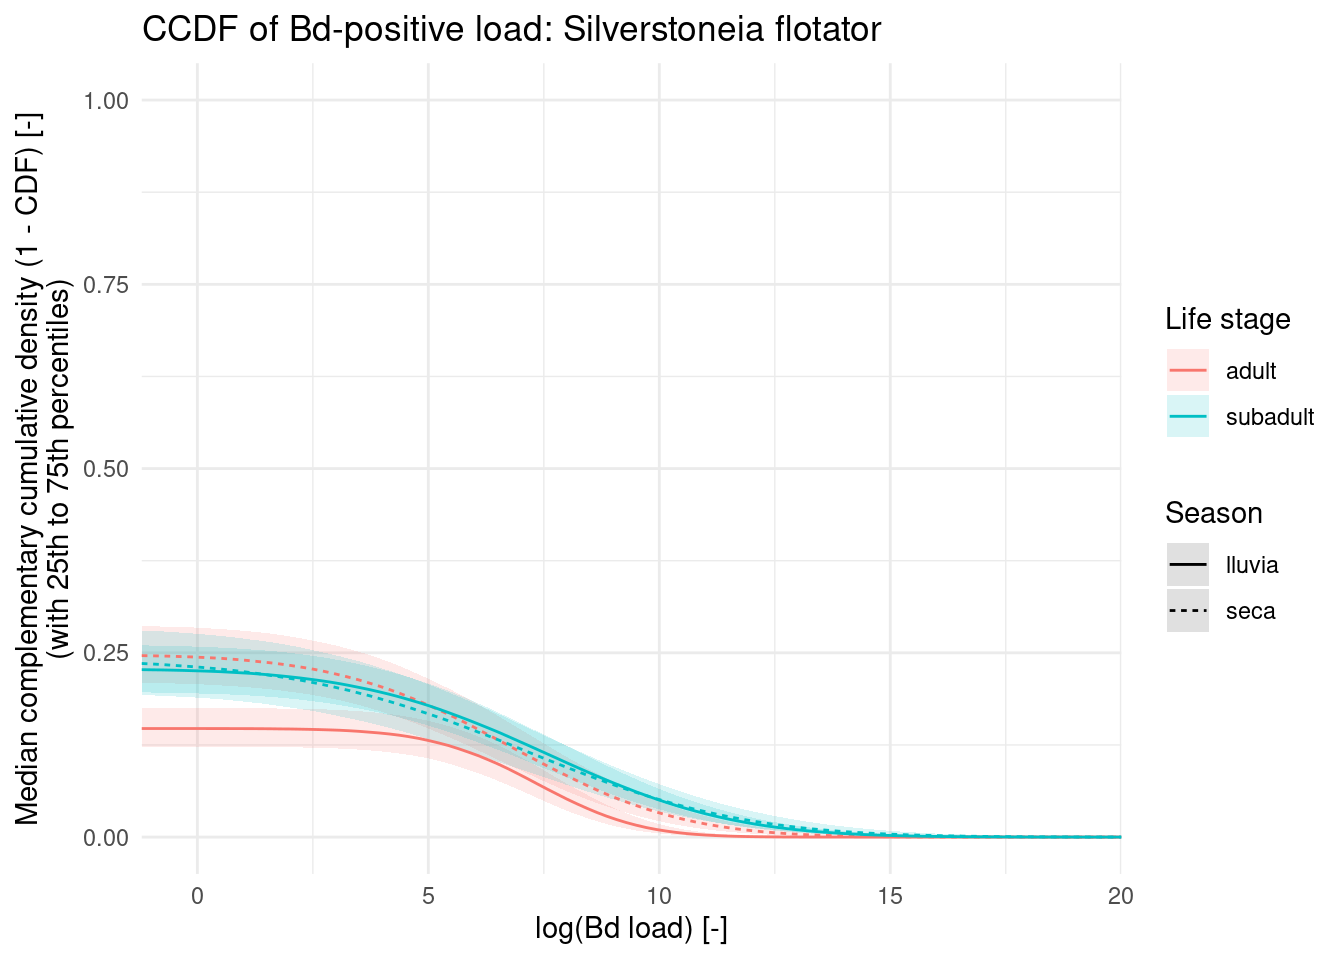 CCDF of Bd-positive load: Silverstoneia flotator
Median complementary cumulative density (1 - CDF) [-]
(with 25th to 75th percentiles)
1.00
0.75
0.50
0.25
0.00
0
5
10
15
20
log(Bd load) [-]
Life stage
adult
subadult
Season
lluvia
seca